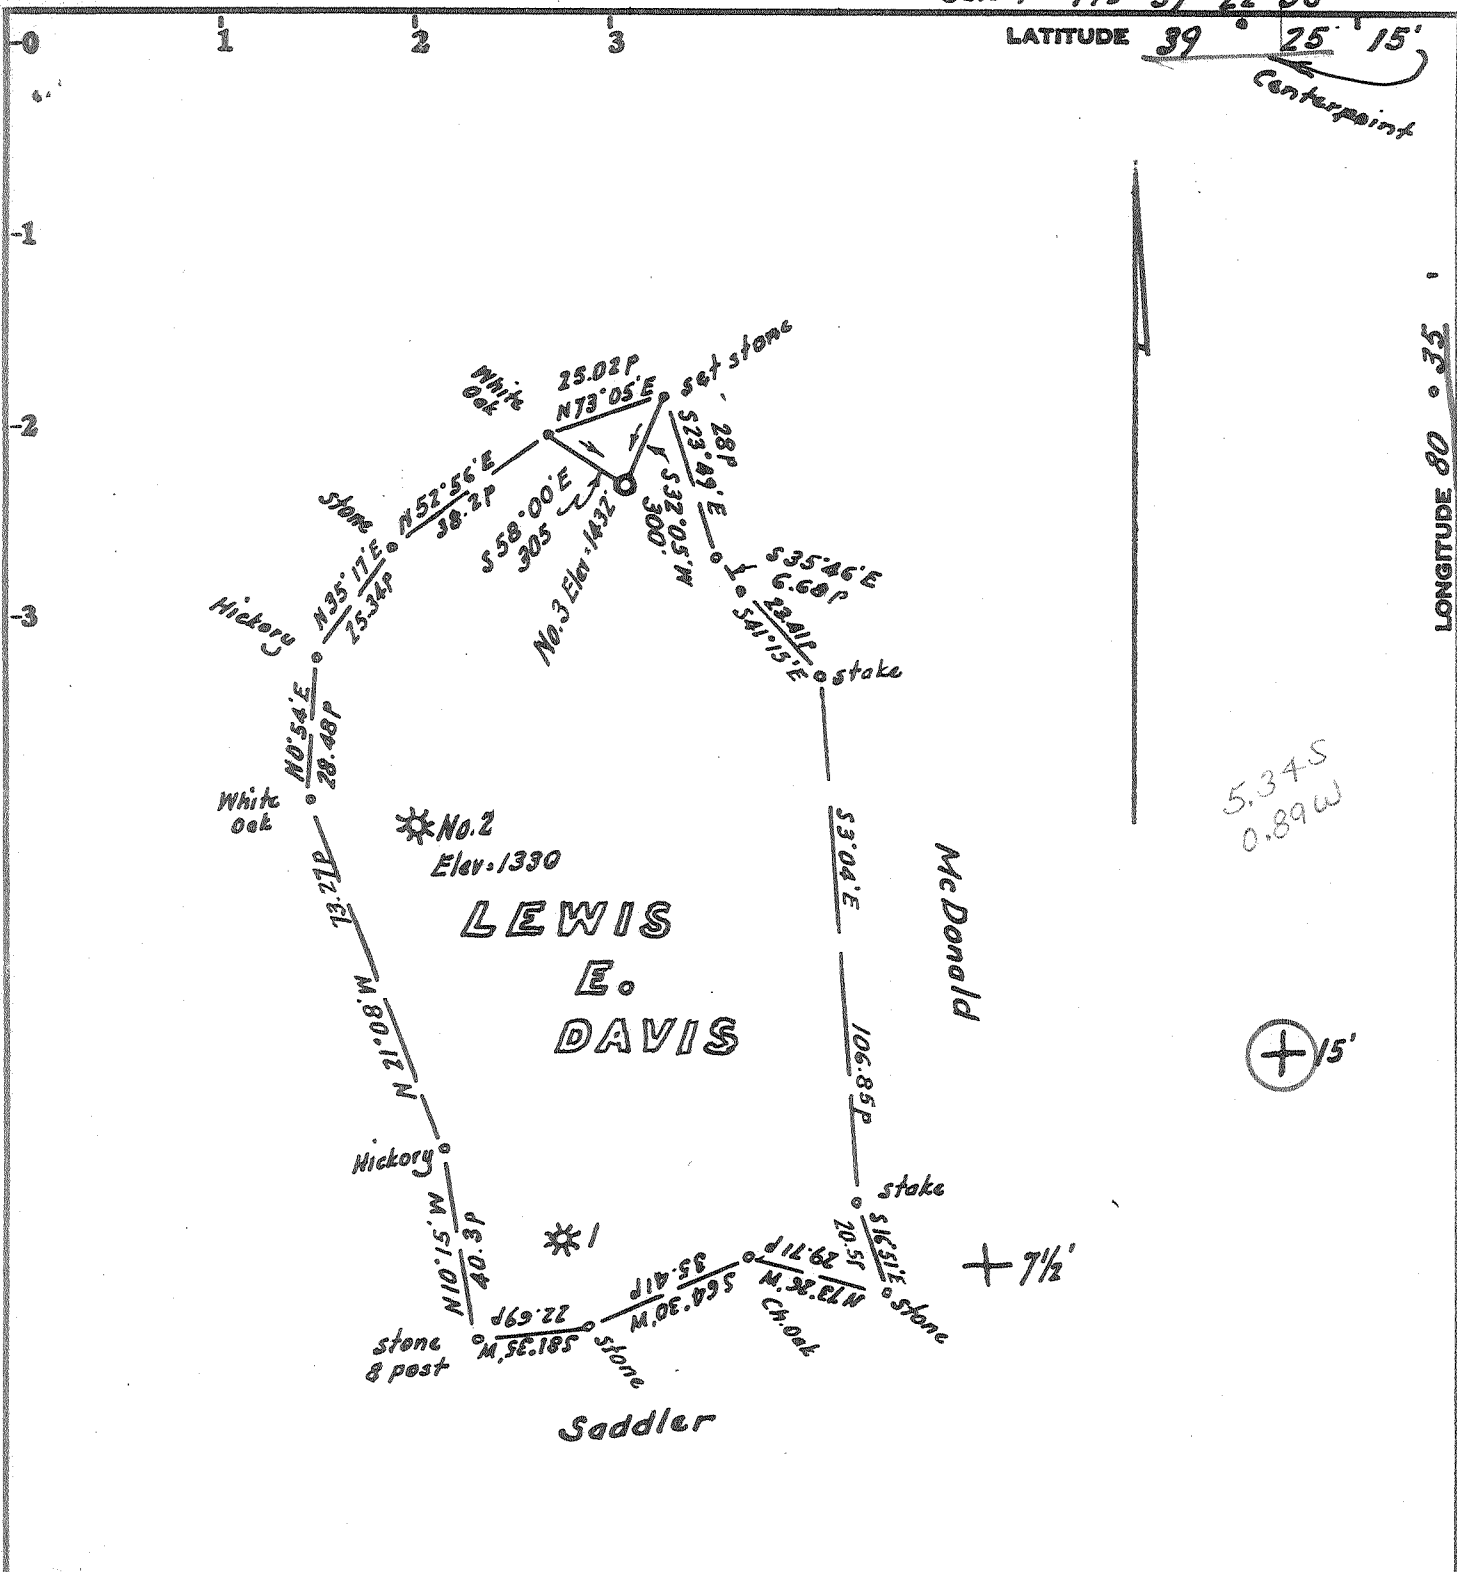 LATITUDE 39 ° 25 ' 15'
Centerpoint
0 1 2 3
-1
-2
-3
LONGITUDE 80 ° 35 '
White
Oak
25.02P
N73°05'E
set stone
28P
S23°49'E
N52°56'E
38.2P
Stone
S58°00'E
305
S32°05'W
300'
No.3 Elev=1432'
S35°46'E
6.68P
23.41P
S41°15'E
stake
N35°17'E
25.34P
Hickory
N0°54'E
28.48P
White
oak
No.2
Elev=1330
5.34S
0.89W
73.27P
N 21°08'W
LEWIS
E.
DAVIS
S3°04'E
106.85P
McDonald
15'
Hickory
stake
N10°15'W
40.3P
1
S16°51'E
20.5P
29.71P
N73°26'W
7½'
35.41P
S64°30'W
Ch.oak
stone
22.69P
S81°35'W
stone
& post
stone
Saddler